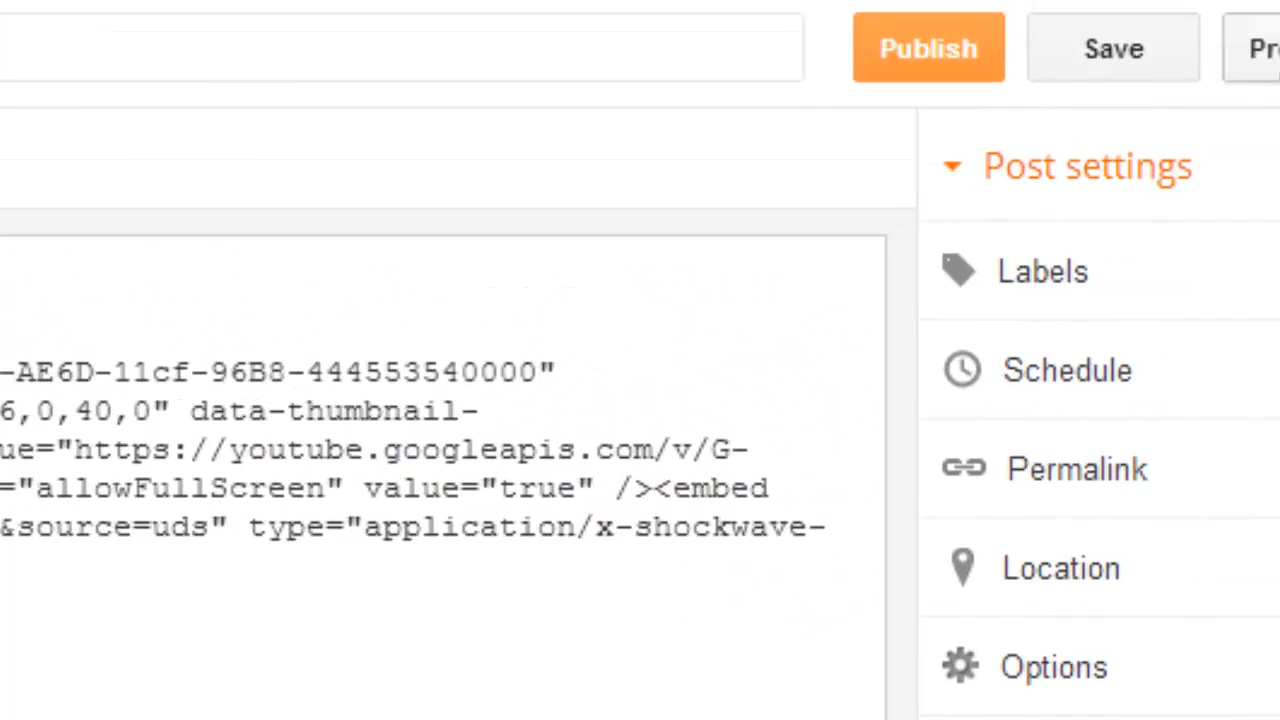 Publish
Save
Pr
Post settings
Labels
-AE6D-11cf-96B8-444553540000"
Schedule
6,0,40,0" data-thumbnail-
ue="https://youtube.googleapis.com/v/G-
Permalink
="allowFullScreen" value="true" /><embed
&source=uds" type="application/x-shockwave-
Location
Options